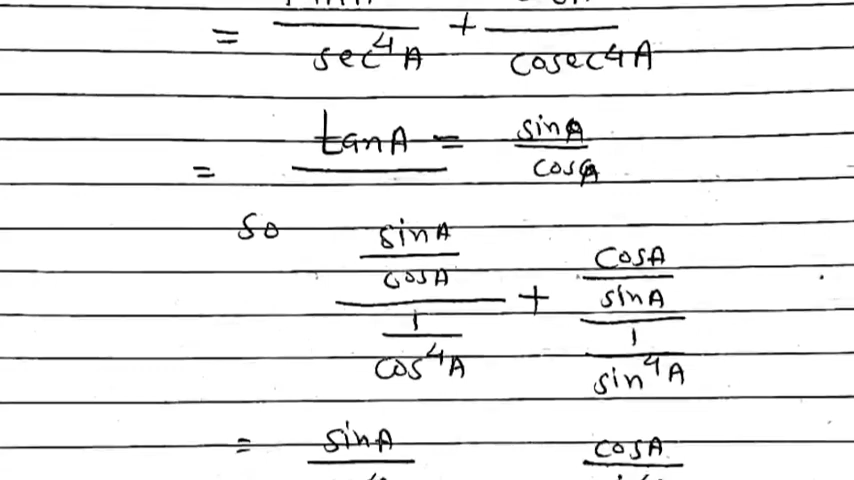 = / sec⁴A + / cosec⁴A
= tanA = sinA / cosA
so (sinA / cosA) / (1 / cos⁴A) + (cosA / sinA) / (1 / sin⁴A)
= sinA cosA